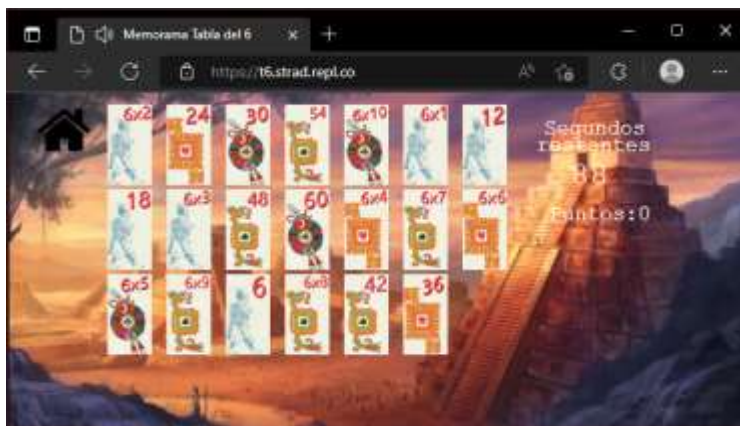 Memorama Tabla del 6
https://t6.strad.repl.co
6x2 24 30 54 6x10 6x1 12
18 6x3 48 60 6x4 6x7 6x6
6x5 6x9 6 6x8 42 36
Segundos
restantes
Puntos:0